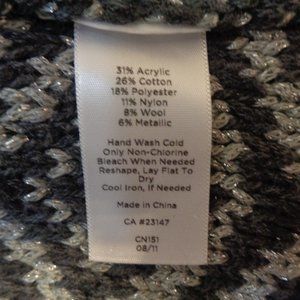 31% Acrylic
26% Cotton
18% Polyester
11% Nylon
8% Wool
6% Metallic
Hand Wash Cold
Only Non-Chlorine
Bleach When Needed
Reshape, Lay Flat To
Dry
Cool Iron, If Needed
Made in China
CA #23147
CN151
08/11